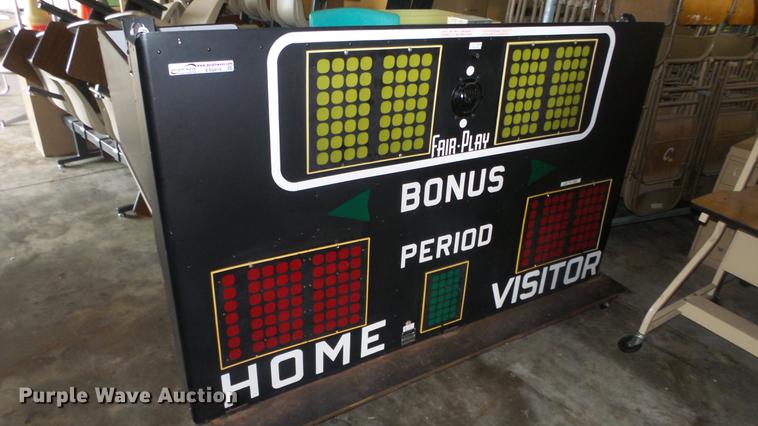 FAIR-PLAY
BONUS
PERIOD
HOME
VISITOR
Purple Wave Auction